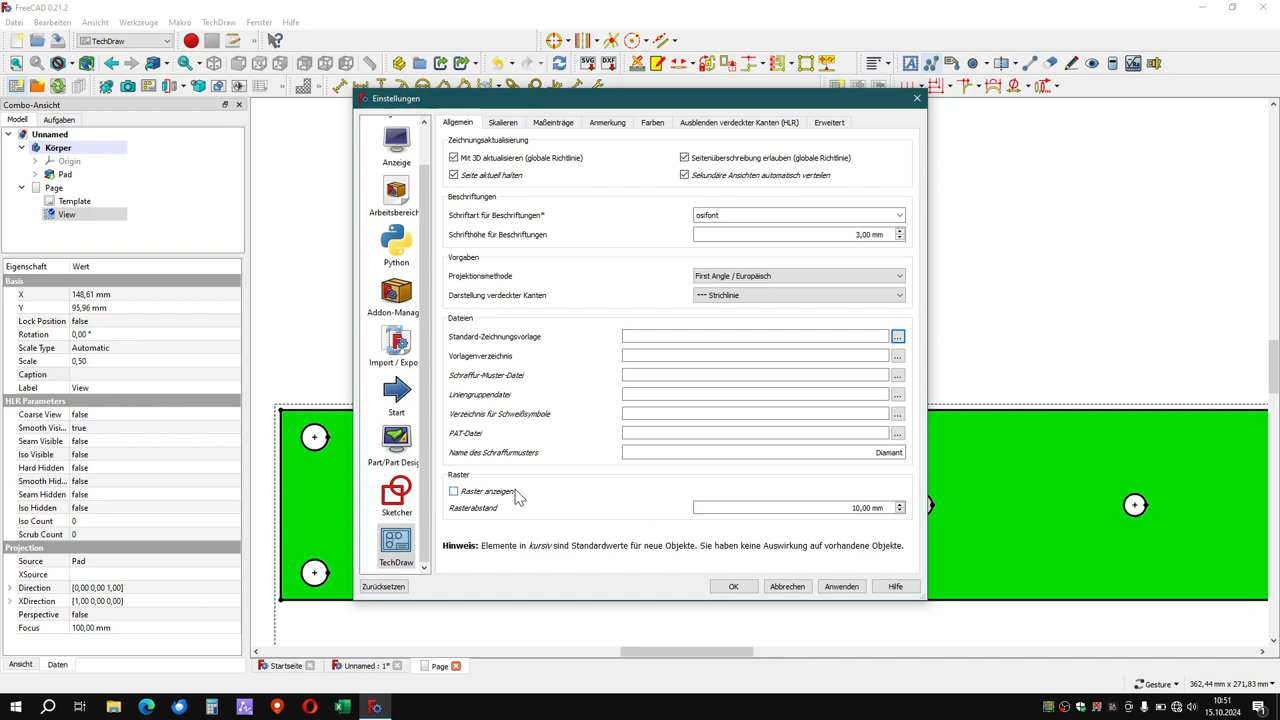 FreeCAD 0.21.2
Datei Bearbeiten Ansicht Werkzeuge Makro TechDraw Fenster Hilfe
TechDraw
SVG DXF
Combo-Ansicht
Modell Aufgaben
Unnamed
Körper
Origin
Pad
Page
Template
View
Eigenschaft Wert
Basis
X 148,61 mm
Y 95,96 mm
Lock Position false
Rotation 0,00 °
Scale Type Automatic
Scale 0,50
Caption
Label View
HLR Parameters
Coarse View false
Smooth Visi... true
Seam Visible false
Iso Visible false
Hard Hidden false
Smooth Hid... false
Seam Hidden false
Iso Hidden false
Iso Count 0
Scrub Count 0
Projection
Source Pad
XSource
Direction [0,00 0,00 1,00]
XDirection [1,00 0,00 0,00]
Perspective false
Focus 100,00 mm
Ansicht Daten
Einstellungen
Anzeige
Arbeitsbereich
Python
Addon-Manag
Import / Expo
Start
Part/Part Desig
Sketcher
TechDraw
Allgemein Skalieren Maßeinträge Anmerkung Farben Ausblenden verdeckter Kanten (HLR) Erweitert
Zeichnungsaktualisierung
Mit 3D aktualisieren (globale Richtlinie) Seitenüberschreibung erlauben (globale Richtlinie)
Seite aktuell halten Sekundäre Ansichten automatisch verteilen
Beschriftungen
Schriftart für Beschriftungen* osifont
Schrifthöhe für Beschriftungen 3,00 mm
Vorgaben
Projektionsmethode First Angle / Europäisch
Darstellung verdeckter Kanten --- Strichlinie
Dateien
Standard-Zeichnungsvorlage ...
Vorlagenverzeichnis ...
Schraffur-Muster-Datei ...
Liniengruppendatei ...
Verzeichnis für Schweißsymbole ...
PAT-Datei ...
Name des Schraffurmusters Diamant
Raster
Raster anzeigen
Rasterabstand 10,00 mm
Hinweis: Elemente in kursiv sind Standardwerte für neue Objekte. Sie haben keine Auswirkung auf vorhandene Objekte.
Zurücksetzen OK Abbrechen Anwenden Hilfe
Startseite Unnamed : 1* Page
Gesture 362,44 mm × 271,83 mm
10:51
15.10.2024